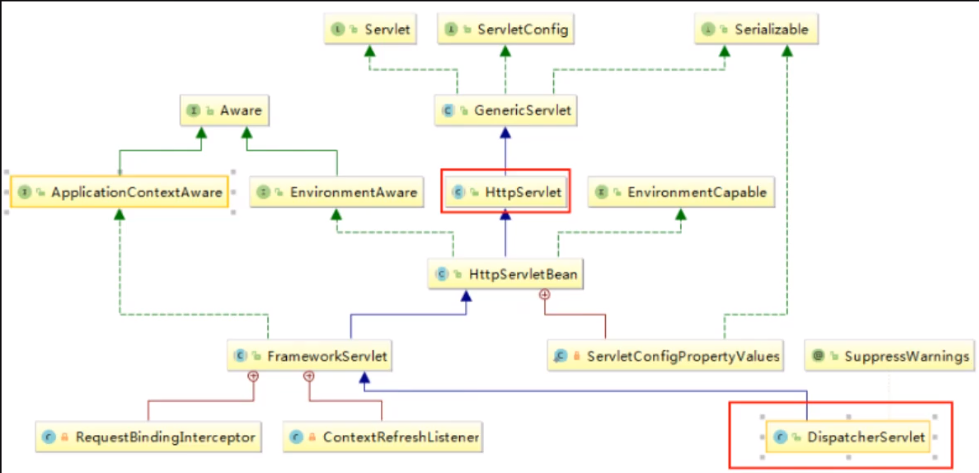 Servlet
ServletConfig
Serializable
Aware
GenericServlet
ApplicationContextAware
EnvironmentAware
HttpServlet
EnvironmentCapable
HttpServletBean
FrameworkServlet
ServletConfigPropertyValues
SuppressWarnings
RequestBindingInterceptor
ContextRefreshListener
DispatcherServlet